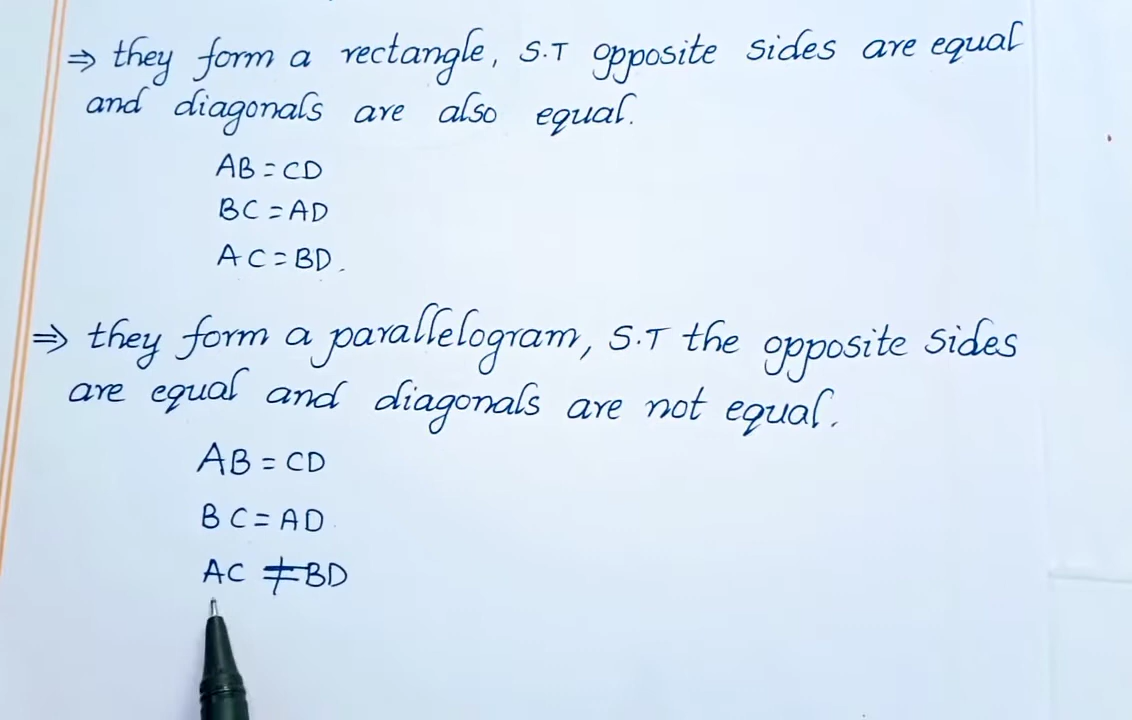 ⇒ they form a rectangle, S.T opposite sides are equal
and diagonals are also equal.
AB = CD
BC = AD
AC = BD.
⇒ they form a parallelogram, S.T the opposite sides
are equal and diagonals are not equal.
AB = CD
BC = AD
AC ≠ BD